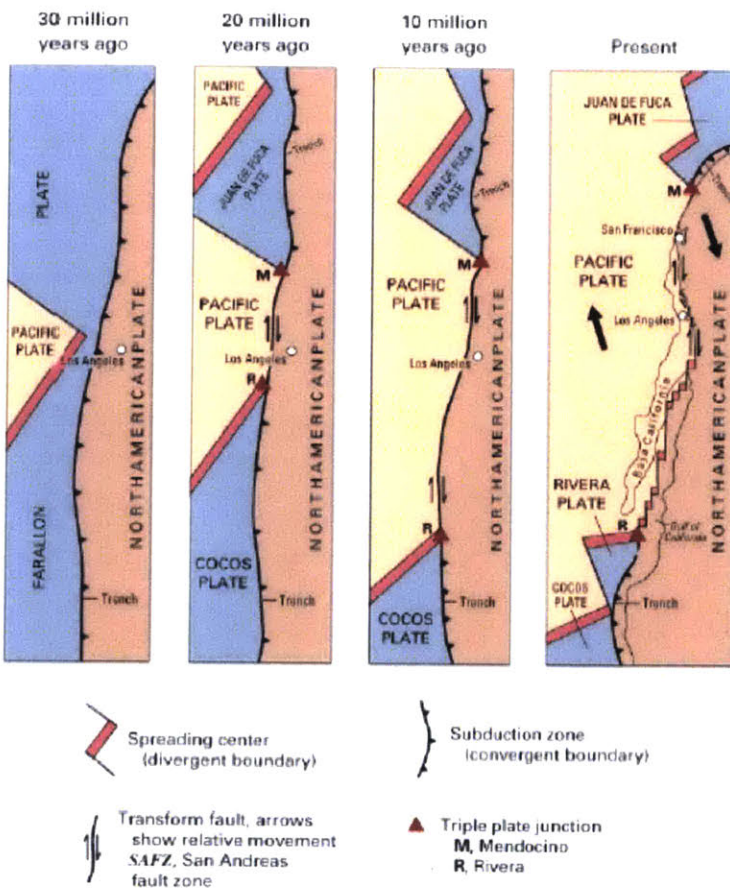 30 million
years ago
20 million
years ago
10 million
years ago
Present
PLATE
PACIFIC
PLATE
Los Angeles
FARALLON
NORTHAMERICANPLATE
PACIFIC
PLATE
JUAN DE FUCA
PLATE
Trench
M
PACIFIC
PLATE
Los Angeles
R
NORTHAMERICANPLATE
COCOS
PLATE
Trench
JUAN DE FUCA
PLATE
Trench
M
PACIFIC
PLATE
Los Angeles
R
NORTHAMERICANPLATE
COCOS
PLATE
Trench
JUAN DE FUCA
PLATE
M
Trench
San Francisco
PACIFIC
PLATE
Los Angeles
NORTHAMERICANPLATE
Baja California
RIVERA
PLATE
R
Gulf of
California
COCOS
PLATE
Trench
Spreading center
(divergent boundary)
Subduction zone
(convergent boundary)
Transform fault, arrows
show relative movement
SAFZ, San Andreas
fault zone
Triple plate junction
M, Mendocino
R, Rivera